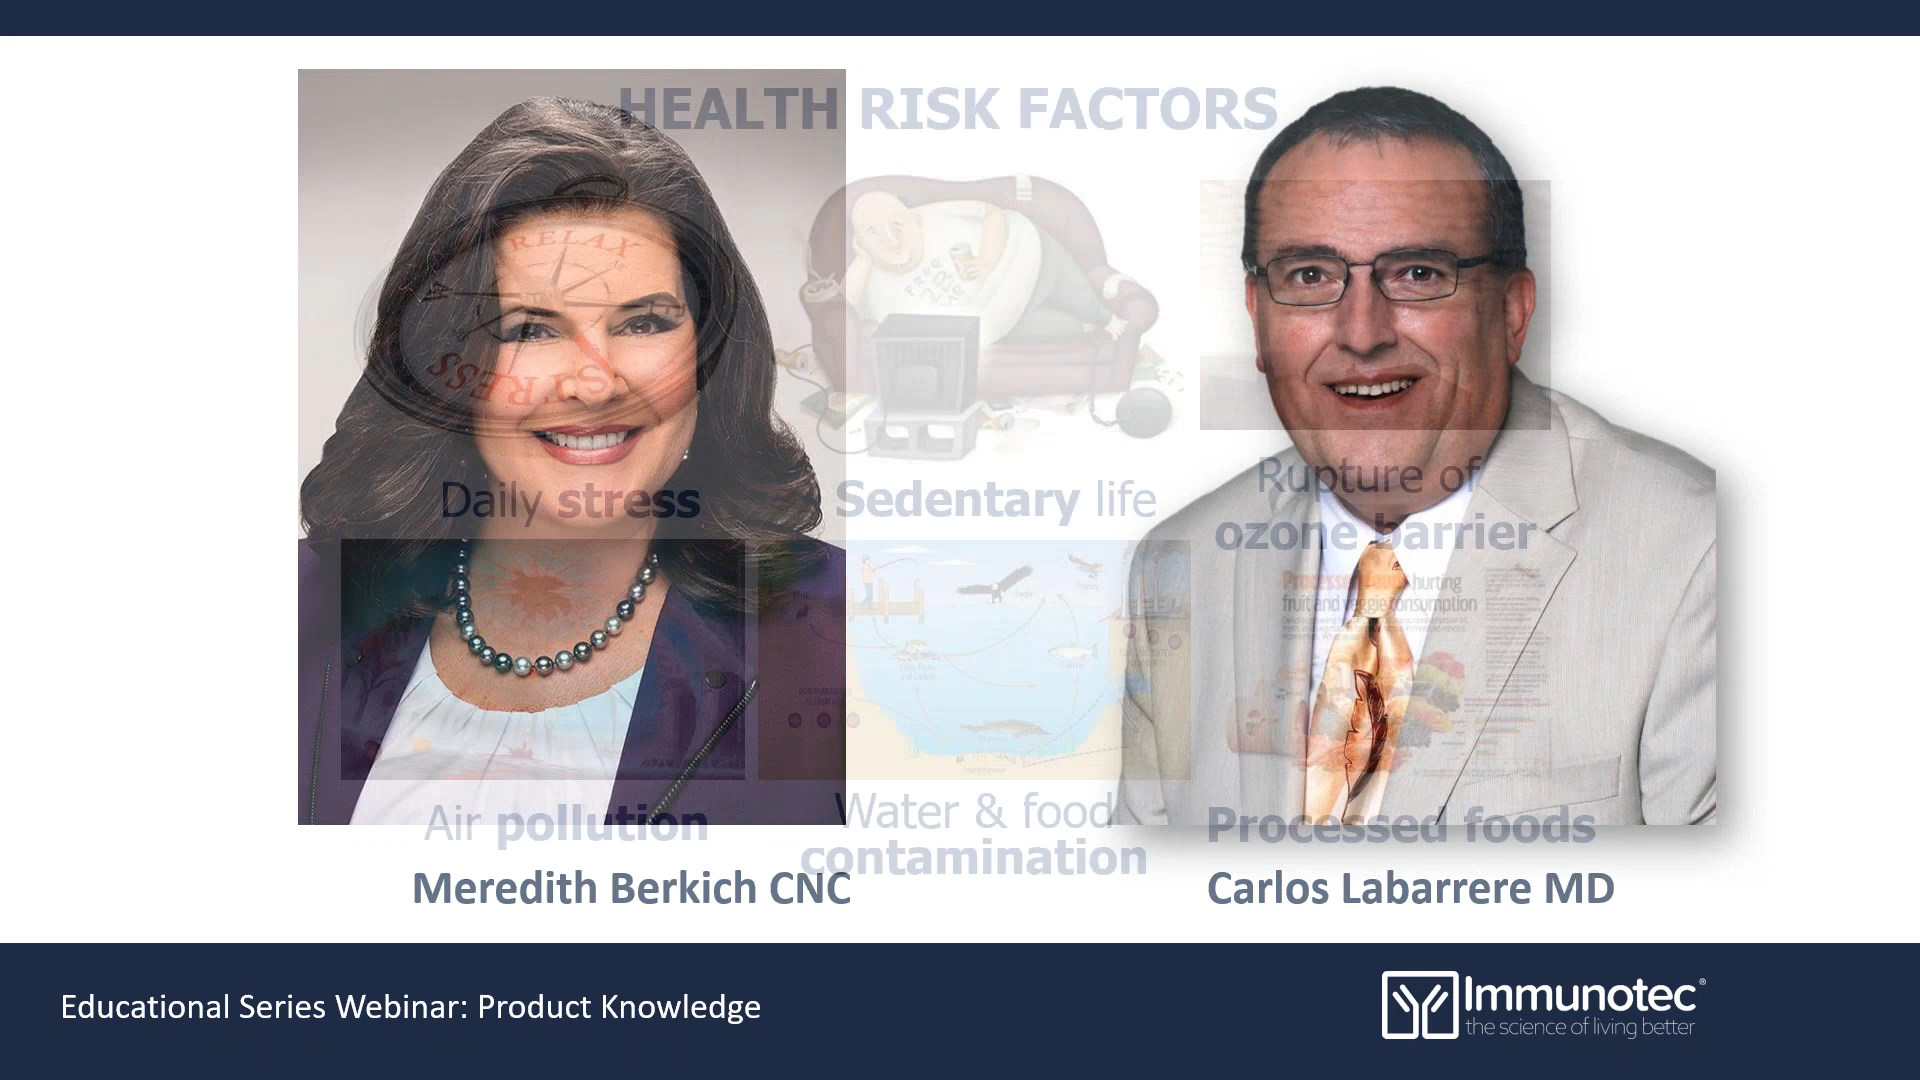 HEALTH RISK FACTORS
RELAX
STRESS
FREE
Daily stress
Sedentary life
Rupture of
ozone barrier
Processed foods hurting
fruit and veggie consumption
Air pollution
Water & food
contamination
Processed foods
Meredith Berkich CNC
Carlos Labarrere MD
Educational Series Webinar: Product Knowledge
Immunotec®
the science of living better